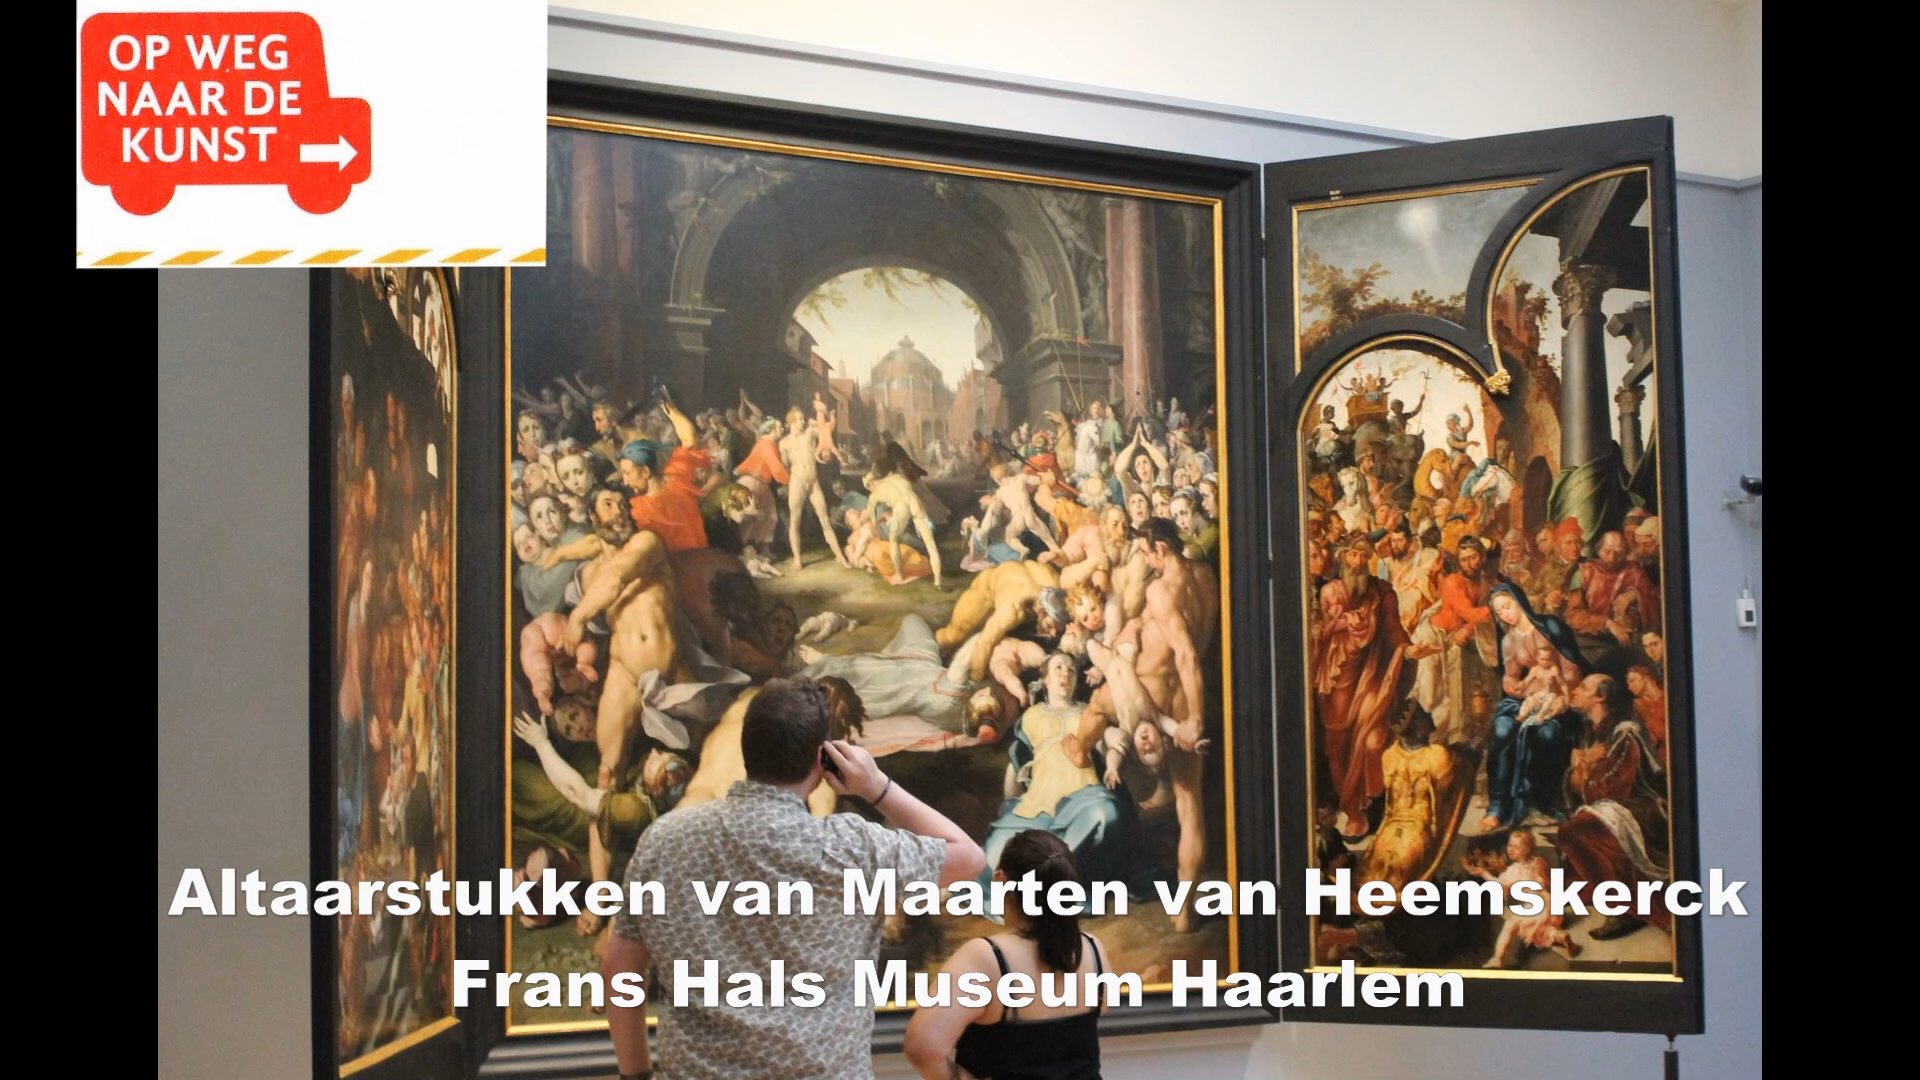 OP WEG
NAAR DE
KUNST
Altaarstukken van Maarten van Heemskerck
Frans Hals Museum Haarlem